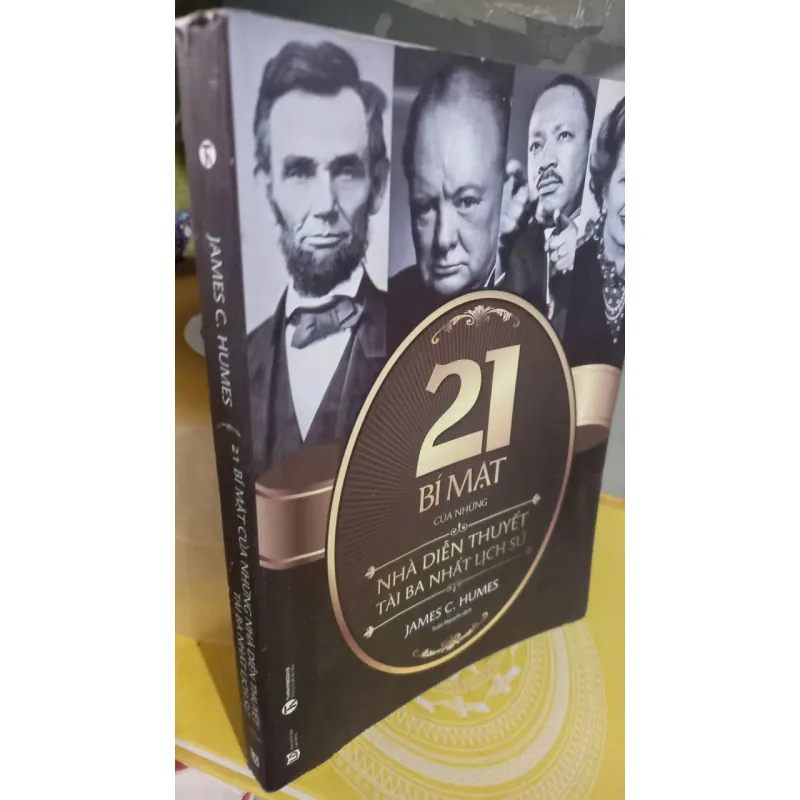 21
BÍ MẬT
CỦA NHỮNG
NHÀ DIỄN THUYẾT
TÀI BA NHẤT LỊCH SỬ
JAMES C. HUMES
JAMES C. HUMES
21 BÍ MẬT CỦA NHỮNG NHÀ DIỄN THUYẾT
TÀI BA NHẤT LỊCH SỬ